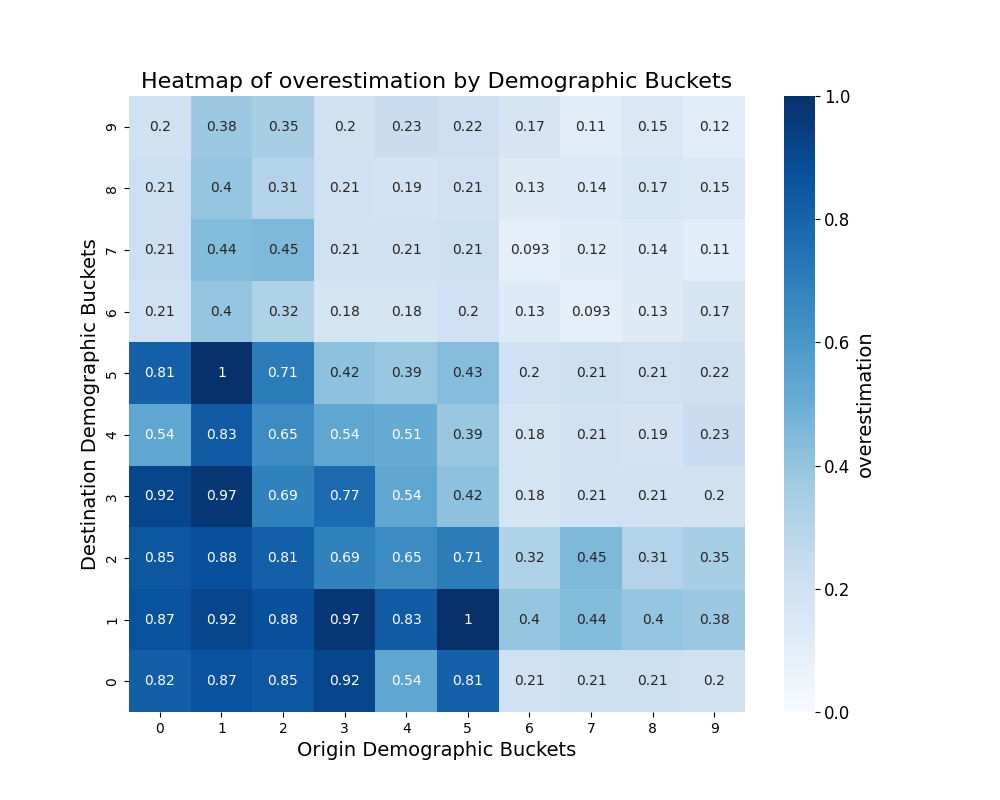 Heatmap of overestimation by Demographic Buckets
Destination Demographic Buckets
9 0.2 0.38 0.35 0.2 0.23 0.22 0.17 0.11 0.15 0.12
8 0.21 0.4 0.31 0.21 0.19 0.21 0.13 0.14 0.17 0.15
7 0.21 0.44 0.45 0.21 0.21 0.21 0.093 0.12 0.14 0.11
6 0.21 0.4 0.32 0.18 0.18 0.2 0.13 0.093 0.13 0.17
5 0.81 1 0.71 0.42 0.39 0.43 0.2 0.21 0.21 0.22
4 0.54 0.83 0.65 0.54 0.51 0.39 0.18 0.21 0.19 0.23
3 0.92 0.97 0.69 0.77 0.54 0.42 0.18 0.21 0.21 0.2
2 0.85 0.88 0.81 0.69 0.65 0.71 0.32 0.45 0.31 0.35
1 0.87 0.92 0.88 0.97 0.83 1 0.4 0.44 0.4 0.38
0 0.82 0.87 0.85 0.92 0.54 0.81 0.21 0.21 0.21 0.2
0 1 2 3 4 5 6 7 8 9
Origin Demographic Buckets
1.0
0.8
0.6
0.4
0.2
0.0
overestimation